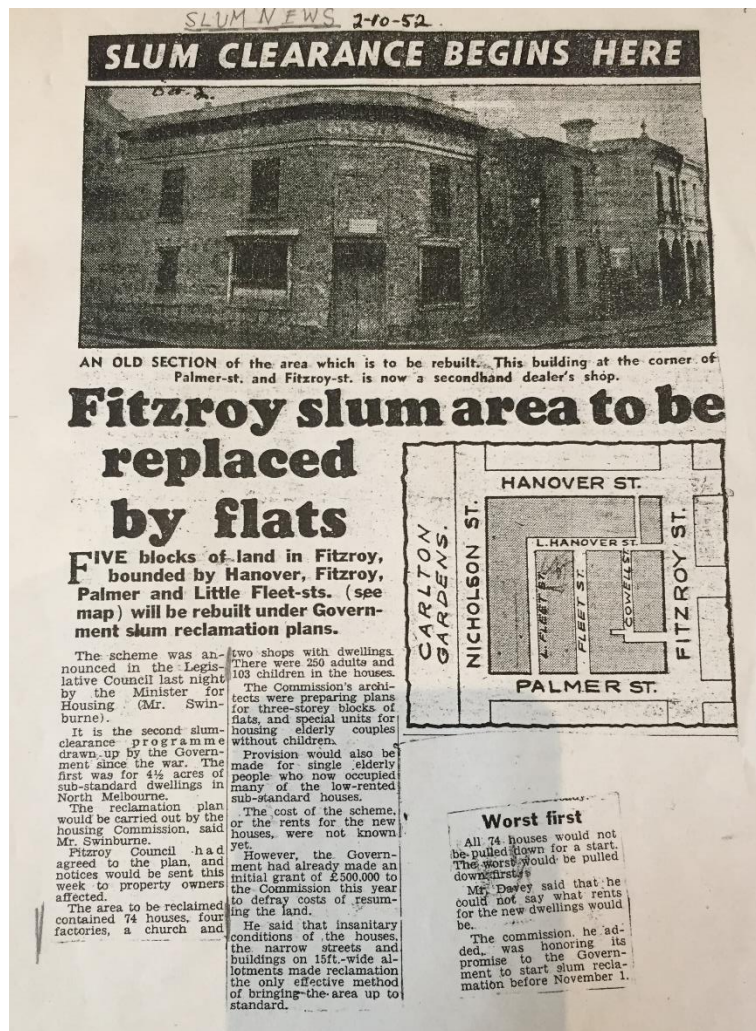 SLUM NEWS 2-10-52.
SLUM CLEARANCE BEGINS HERE
Oct. 2.
AN OLD SECTION of the area which is to be rebuilt. This building at the corner of
Palmer-st. and Fitzroy-st. is now a secondhand dealer's shop.
Fitzroy slum area to be
replaced
by flats
FIVE blocks of land in Fitzroy,
bounded by Hanover, Fitzroy,
Palmer and Little Fleet-sts. (see
map) will be rebuilt under Govern-
ment slum reclamation plans.
The scheme was an-
nounced in the Legis-
lative Council last night
by the Minister for
Housing (Mr. Swin-
burne).
It is the second slum-
clearance programme
drawn up by the Govern-
ment since the war. The
first was for 4½ acres of
sub-standard dwellings in
North Melbourne.
The reclamation plan
would be carried out by the
housing Commission, said
Mr. Swinburne.
Fitzroy Council had
agreed to the plan, and
notices would be sent this
week to property owners
affected.
The area to be reclaimed
contained 74 houses, four
factories, a church and
two shops with dwellings.
There were 250 adults and
103 children in the houses.
The Commission's archi-
tects were preparing plans
for three-storey blocks of
flats, and special units for
housing elderly couples
without children.
Provision would also be
made for single elderly
people who now occupied
many of the low-rented
sub-standard houses.
The cost of the scheme,
or the rents for the new
houses, were not known
yet.
However, the Govern-
ment had already made an
initial grant of £500,000 to
the Commission this year
to defray costs of resum-
ing the land.
He said that insanitary
conditions of the houses,
the narrow streets and
buildings on 15ft.-wide al-
lotments made reclamation
the only effective method
of bringing the area up to
standard.
CARLTON
GARDENS.
NICHOLSON ST.
HANOVER ST.
L. HANOVER ST.
L. FLEET ST.
FLEET ST.
COWELL ST.
FITZROY ST.
PALMER ST.
Worst first
All 74 houses would not
be pulled down for a start.
The worst would be pulled
down first.
Mr. Davey said that he
could not say what rents
for the new dwellings would
be.
The commission, he ad-
ded, was honoring its
promise to the Govern-
ment to start slum recla-
mation before November 1.